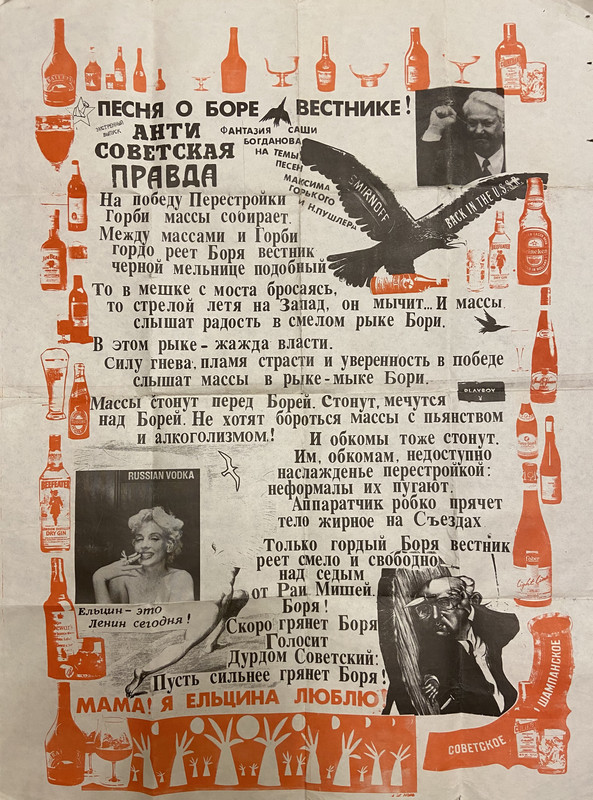 ПЕСНЯ О БОРЕ ВЕСТНИКЕ!
ЭКСТРЕННЫЙ
ВЫПУСК
АНТИ
СОВЕТСКАЯ
ПРАВДА
ФАНТАЗИЯ САШИ
БОГДАНОВА
НА ТЕМЫ
ПЕСЕН
МАКСИМА
ГОРЬКОГО
И Н.ПУШЛЕРА
SMIRNOFF
BACK IN THE U.S.S.R.
На победу Перестройки
Горби массы собирает.
Между массами и Горби
гордо реет Боря вестник
черной мельнице подобный
То в мешке с моста бросаясь,
то стрелой летя на Запад, он мычит... И массы
слышат радость в смелом рыке Бори.
В этом рыке - жажда власти.
Силу гнева, пламя страсти и уверенность в победе
слышат массы в рыке-мыке Бори.
PLAYBOY
Массы стонут перед Борей. Стонут, мечутся
над Борей. Не хотят бороться массы с пьянством
и алкоголизмом!
И обкомы тоже стонут.
Им, обкомам, недоступно
наслажденье перестройкой:
неформалы их пугают.
Аппаратчик робко прячет
тело жирное на Съездах
RUSSIAN VODKA
Только гордый Боря вестник
реет смело и свободно
над седым
от Раи Мишей.
Боря!
Скоро грянет Боря
Голосит
Дурдом Советский:
Пусть сильнее грянет Боря!
Ельцин - это
Ленин сегодня!
МАМА! Я ЕЛЬЦИНА ЛЮБЛЮ
СОВЕТСКОЕ
ШАМПАНСКОЕ
BEEFEATER
DRY GIN
Light Live